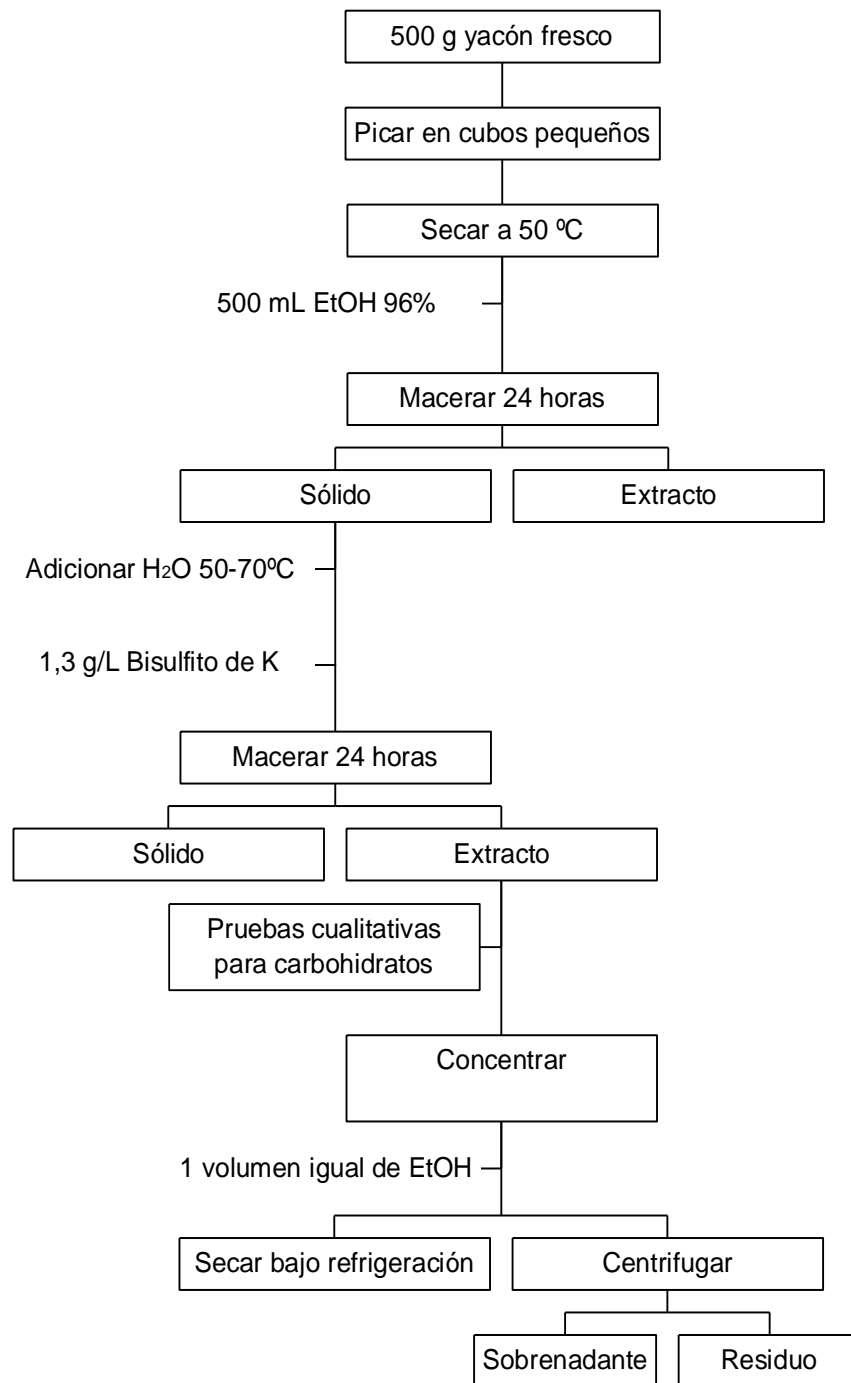 500 g yacón fresco
Picar en cubos pequeños
Secar a 50 ºC
500 mL EtOH 96%
Macerar 24 horas
Sólido
Extracto
Adicionar H2O 50-70ºC
1,3 g/L Bisulfito de K
Macerar 24 horas
Sólido
Extracto
Pruebas cualitativas
para carbohidratos
Concentrar
1 volumen igual de EtOH
Secar bajo refrigeración
Centrifugar
Sobrenadante
Residuo